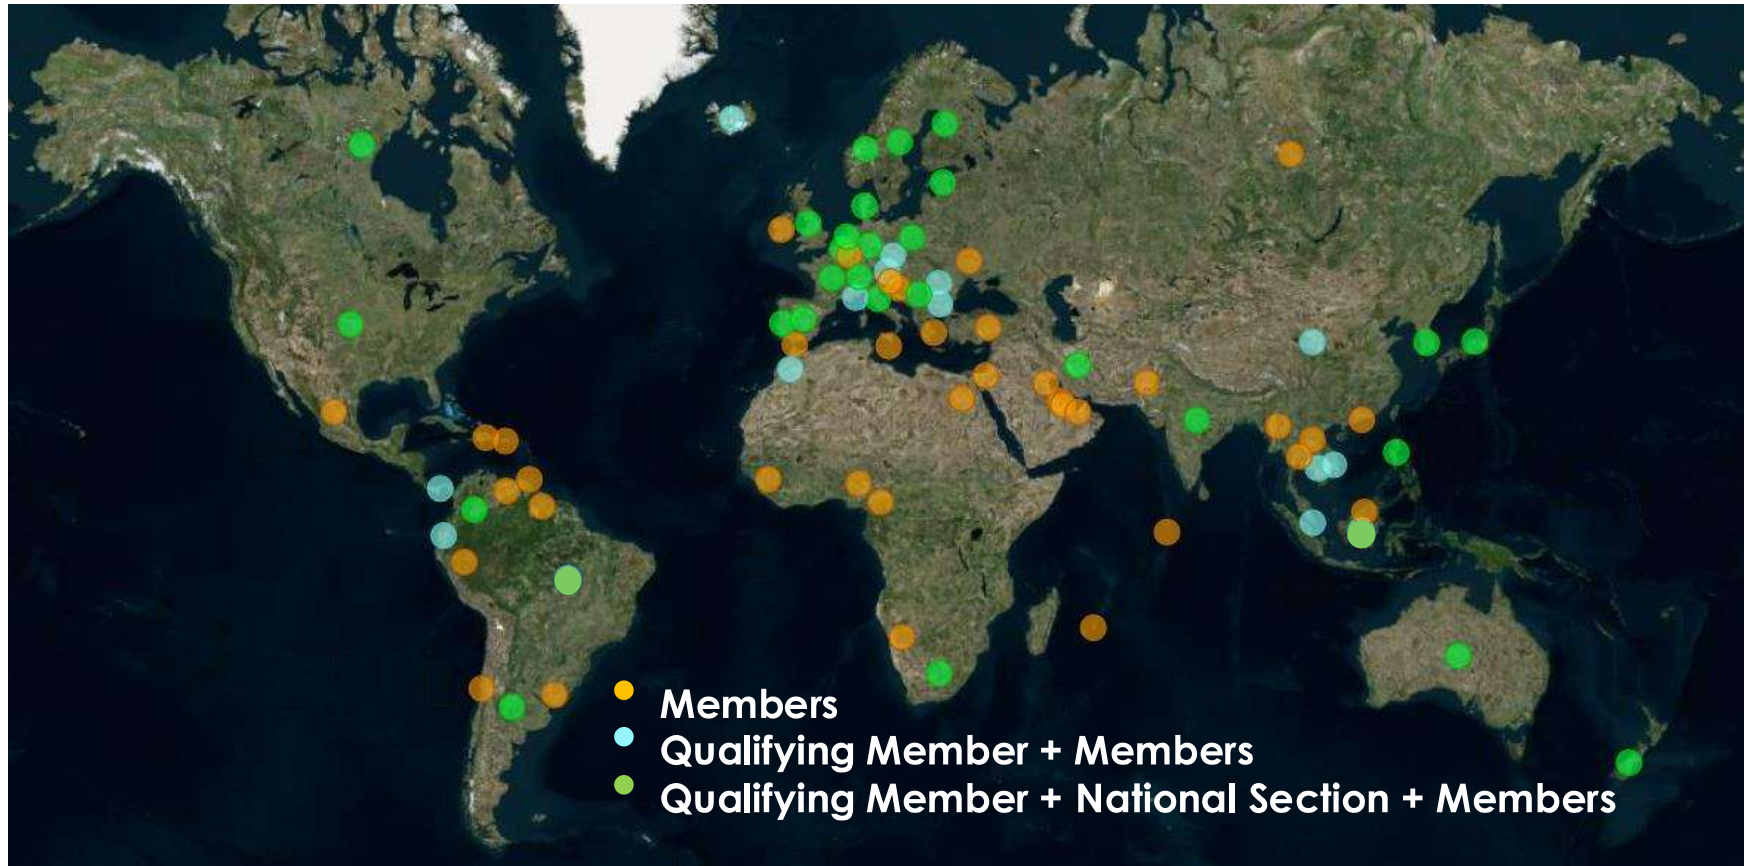 Members
Qualifying Member + Members
Qualifying Member + National Section + Members